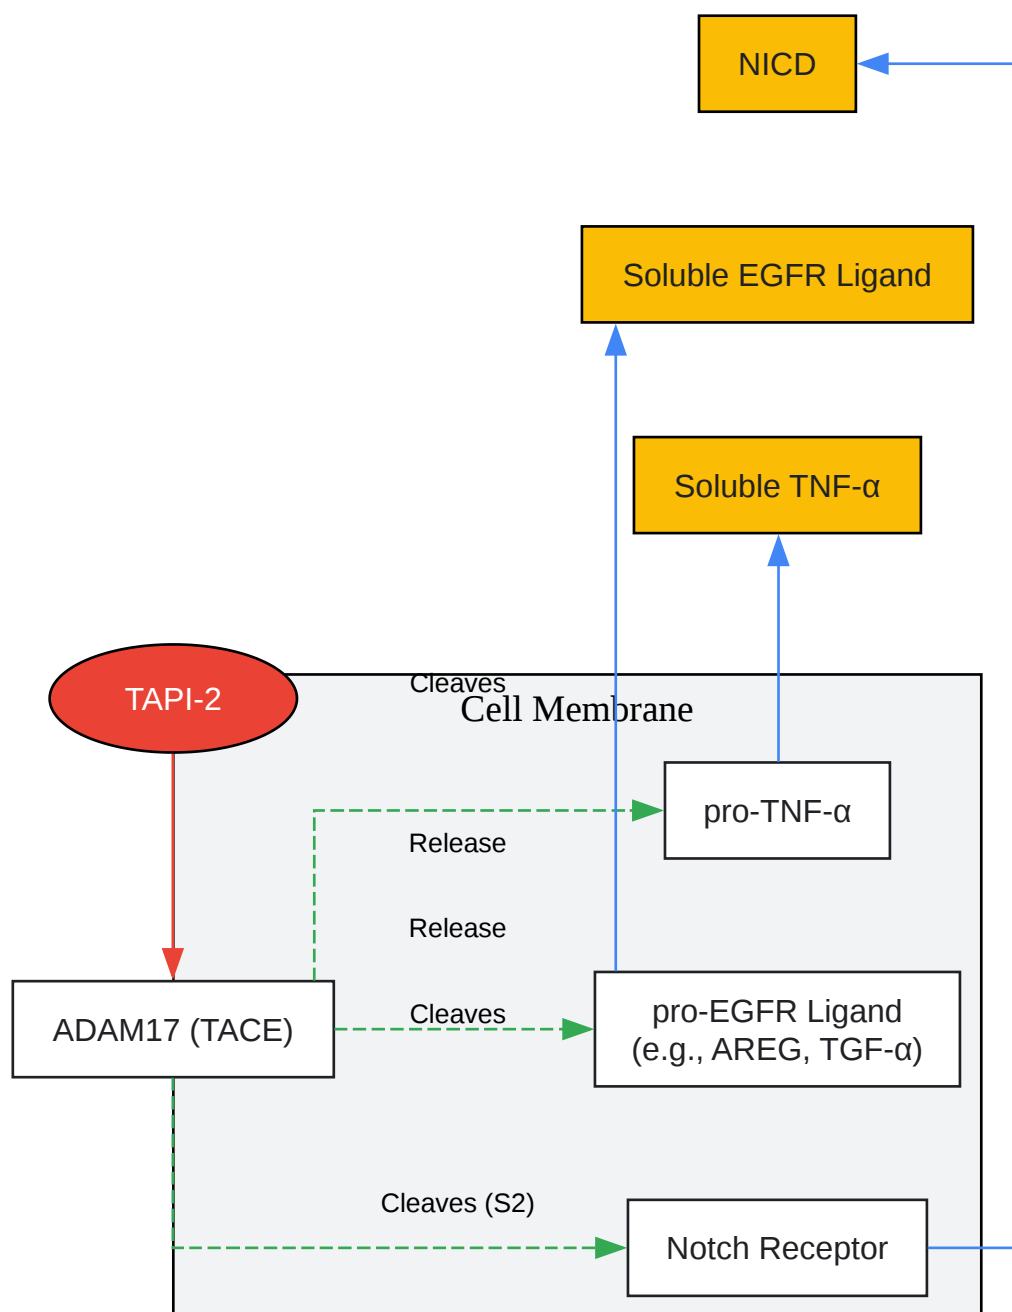 NICD
Soluble EGFR Ligand
Soluble TNF-α
TAPI-2
Cleaves
Cell Membrane
pro-TNF-α
Release
Release
ADAM17 (TACE)
Cleaves
pro-EGFR Ligand
(e.g., AREG, TGF-α)
Cleaves (S2)
Notch Receptor